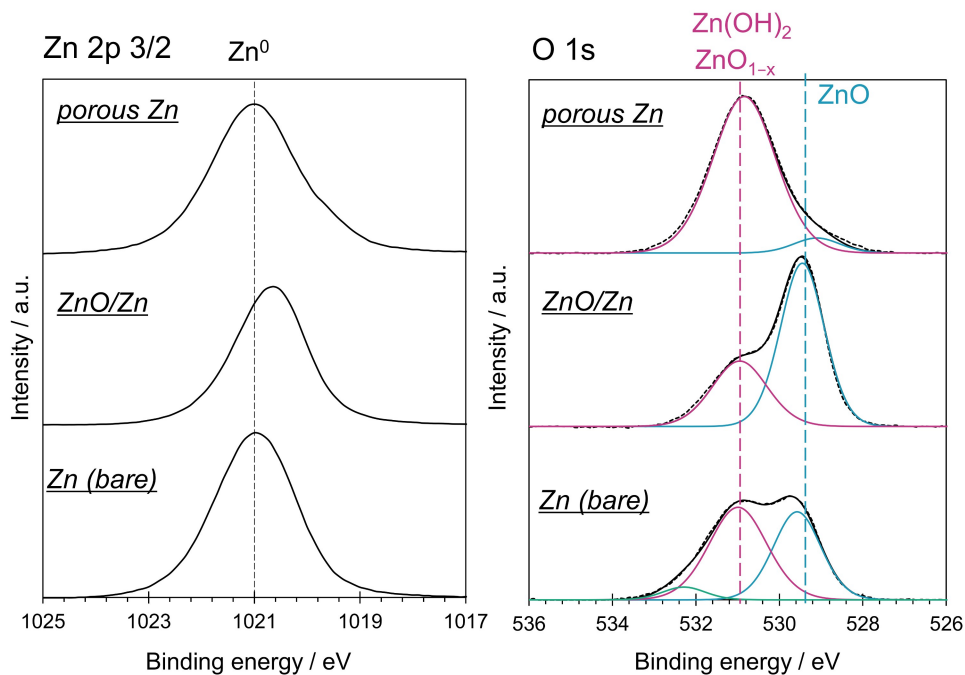 Zn 2p 3/2
Zn⁰
porous Zn
ZnO/Zn
Zn (bare)
Intensity / a.u.
1025 1023 1021 1019 1017
Binding energy / eV
O 1s
Zn(OH)₂
ZnO₁₋ₓ
ZnO
porous Zn
ZnO/Zn
Zn (bare)
Intensity / a.u.
536 534 532 530 528 526
Binding energy / eV